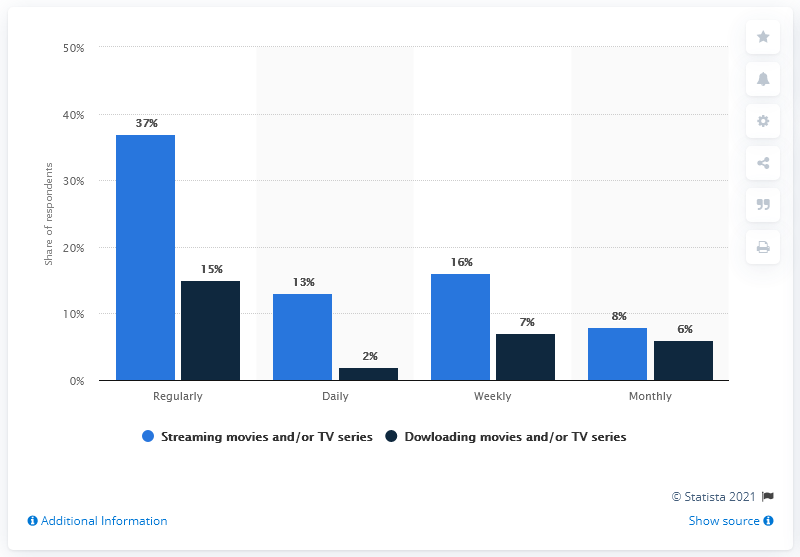 50%
40%
30%
20%
10%
0%
Share of respondents
37%
15%
13%
2%
16%
7%
8%
6%
Regularly Daily Weekly Monthly
Streaming movies and/or TV series Dowloading movies and/or TV series
© Statista 2021
Additional Information Show source